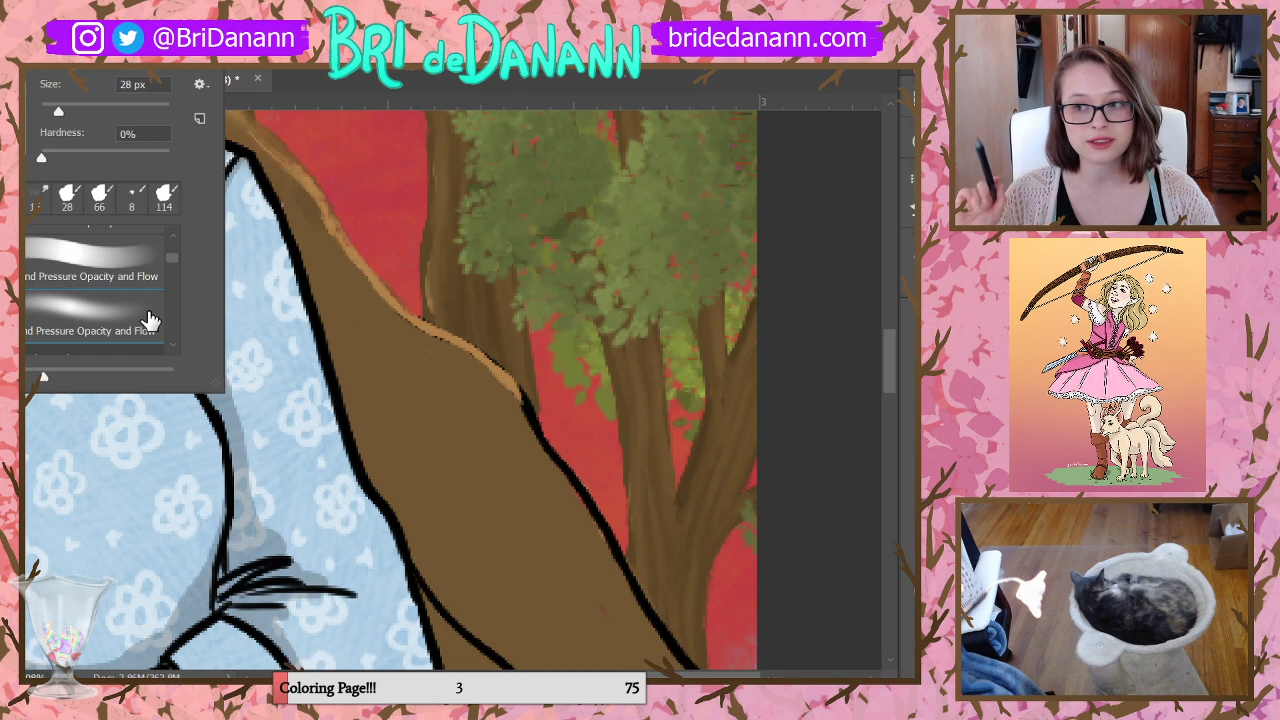 @BriDanann
BRI deDANANN
bridedanann.com
Size:
28 px
) *
3
Hardness:
0%
28
66
8
114
nd Pressure Opacity and Flow
nd Pressure Opacity and Flow
Coloring Page!!!
3
75